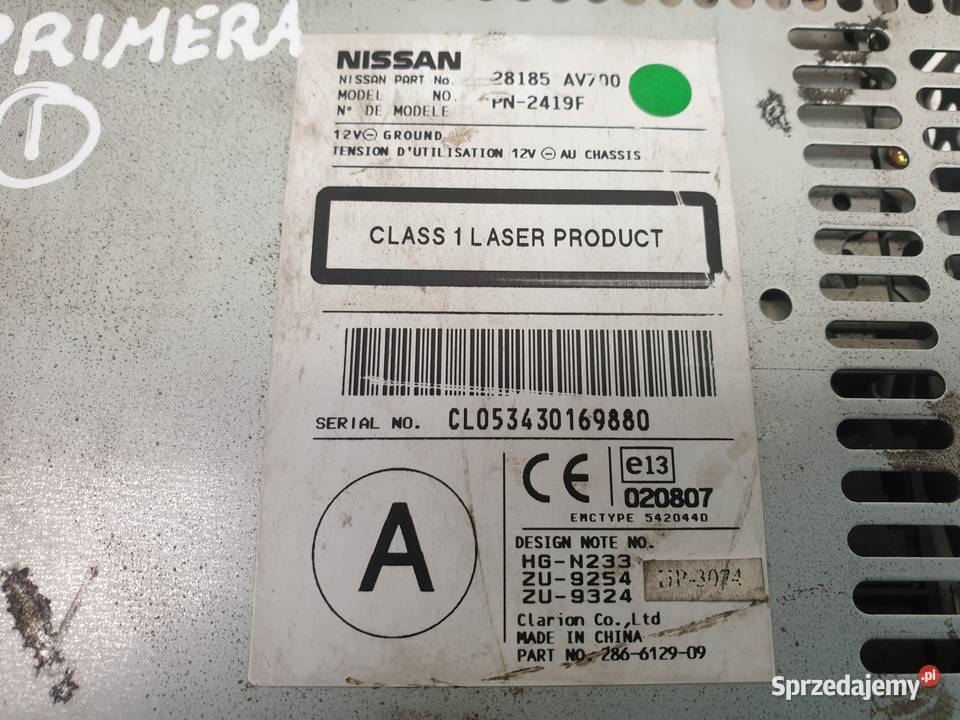 PRIMERA
1
NISSAN
NISSAN PART No. 28185 AV700
MODEL NO. PN-2419F
N° DE MODELE
12V⊖ GROUND
TENSION D'UTILISATION 12V ⊖ AU CHASSIS
CLASS 1 LASER PRODUCT
SERIAL NO. CL053430169880
A
CE
e13
020807
EMCTYPE 542044D
DESIGN NOTE NO.
HG-N233
ZU-9254
ZU-9324
Clarion Co.,Ltd
MADE IN CHINA
PART NO. 286-6129-09
Sprzedajemy.pl